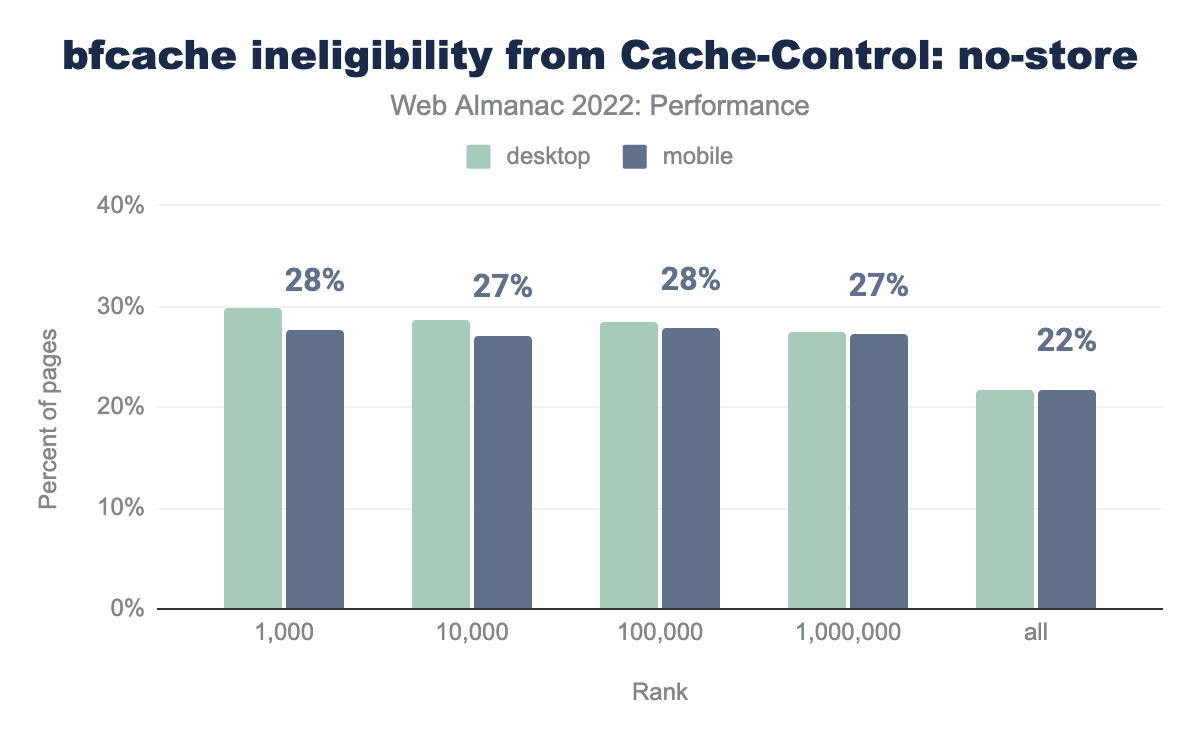 bfcache ineligibility from Cache-Control: no-store
Web Almanac 2022: Performance
desktop mobile
40%
30%
20%
10%
0%
Percent of pages
28% 27% 28% 27% 22%
1,000 10,000 100,000 1,000,000 all
Rank